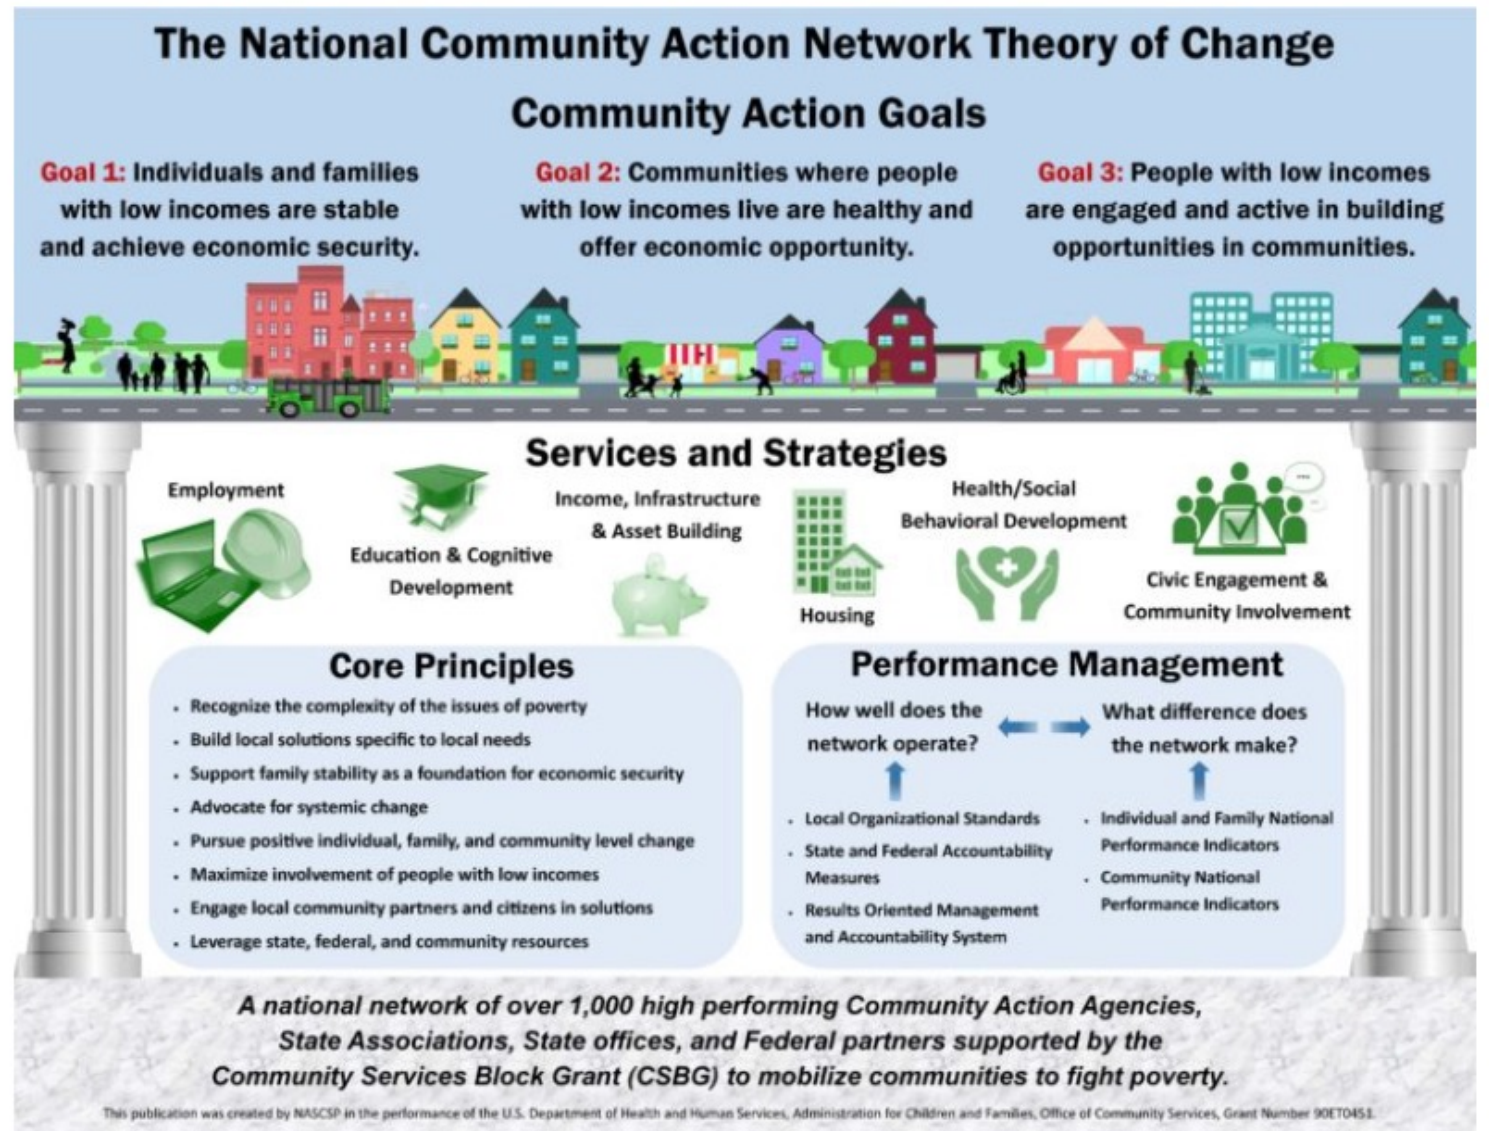 The National Community Action Network Theory of Change
Community Action Goals
Goal 1: Individuals and families
with low incomes are stable
and achieve economic security.
Goal 2: Communities where people
with low incomes live are healthy and
offer economic opportunity.
Goal 3: People with low incomes
are engaged and active in building
opportunities in communities.
Services and Strategies
Employment
Education & Cognitive
Development
Income, Infrastructure
& Asset Building
Housing
Health/Social
Behavioral Development
Civic Engagement &
Community Involvement
Core Principles
• Recognize the complexity of the issues of poverty
• Build local solutions specific to local needs
• Support family stability as a foundation for economic security
• Advocate for systemic change
• Pursue positive individual, family, and community level change
• Maximize involvement of people with low incomes
• Engage local community partners and citizens in solutions
• Leverage state, federal, and community resources
Performance Management
How well does the
network operate?
• Local Organizational Standards
• State and Federal Accountability
Measures
• Results Oriented Management
and Accountability System
What difference does
the network make?
• Individual and Family National
Performance Indicators
• Community National
Performance Indicators
A national network of over 1,000 high performing Community Action Agencies,
State Associations, State offices, and Federal partners supported by the
Community Services Block Grant (CSBG) to mobilize communities to fight poverty.
This publication was created by NASCSP in the performance of the U.S. Department of Health and Human Services, Administration for Children and Families, Office of Community Services, Grant Number 90ET0451.